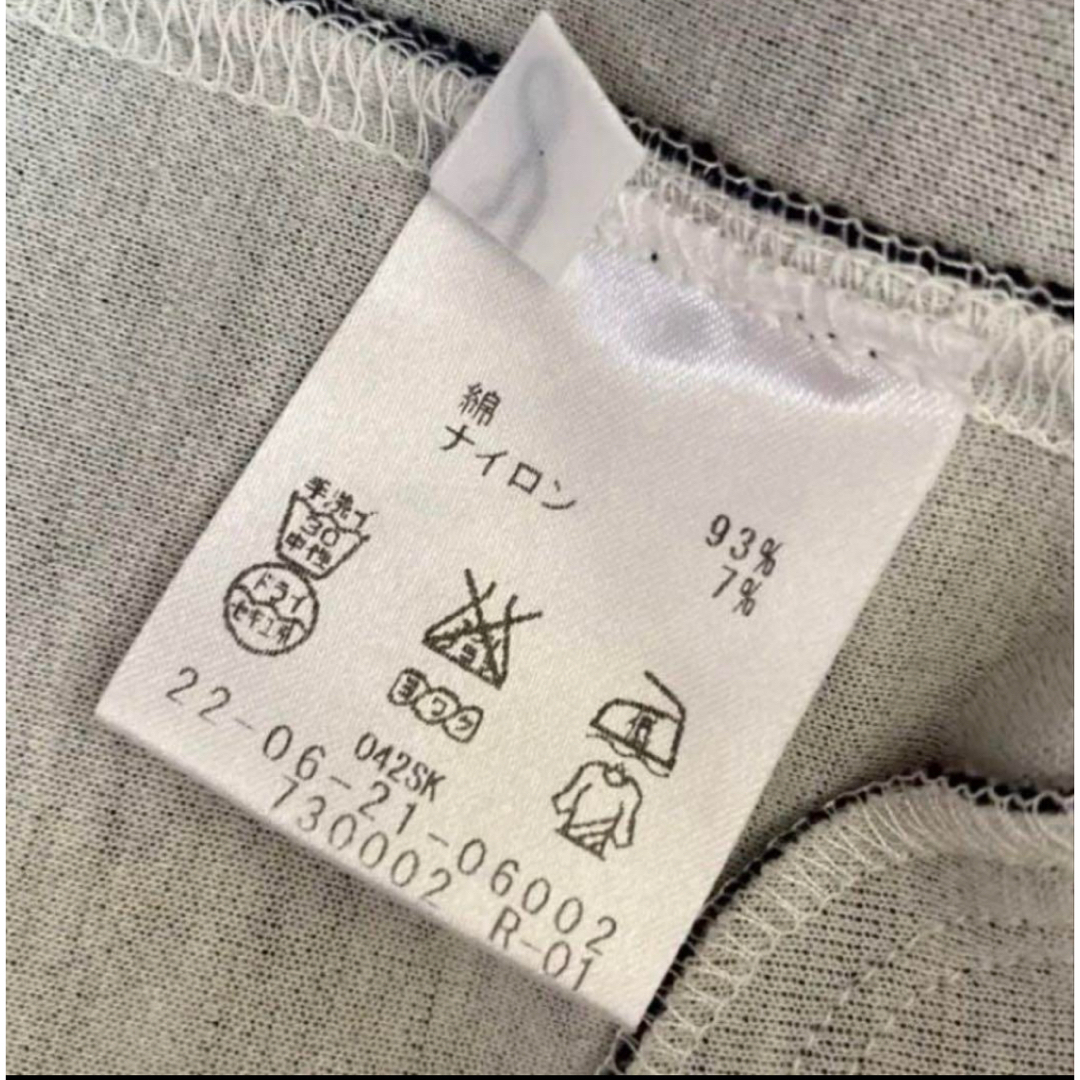 綿
ナイロン
93%
7%
手洗イ
30
中性
ドライ
セキユ系
ヨワク
低
042SK
22-06-21-06002
730002 R-01